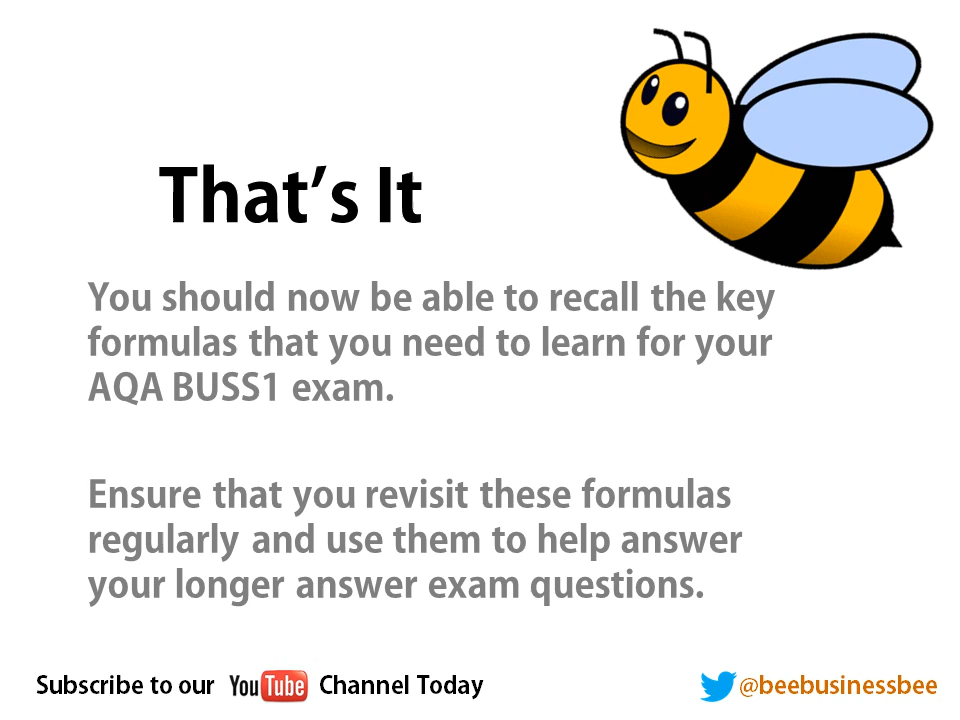 That’s It
You should now be able to recall the key
formulas that you need to learn for your
AQA BUSS1 exam.
Ensure that you revisit these formulas
regularly and use them to help answer
your longer answer exam questions.
Subscribe to our YouTube Channel Today
@beebusinessbee